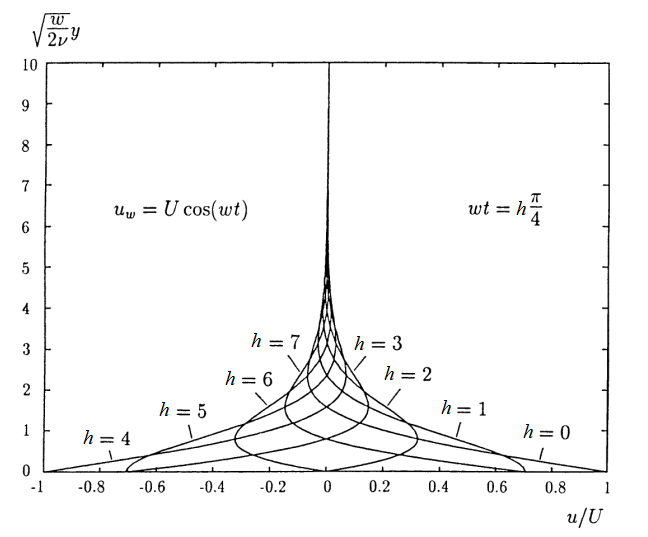 √(w/2ν) y
10
9
8
7
u_w = U cos(wt)
wt = h π/4
6
5
4
h = 7
h = 3
3
h = 6
h = 2
2
h = 5
h = 1
h = 4
h = 0
1
0
-1 -0.8 -0.6 -0.4 -0.2 0 0.2 0.4 0.6 0.8 1
u/U